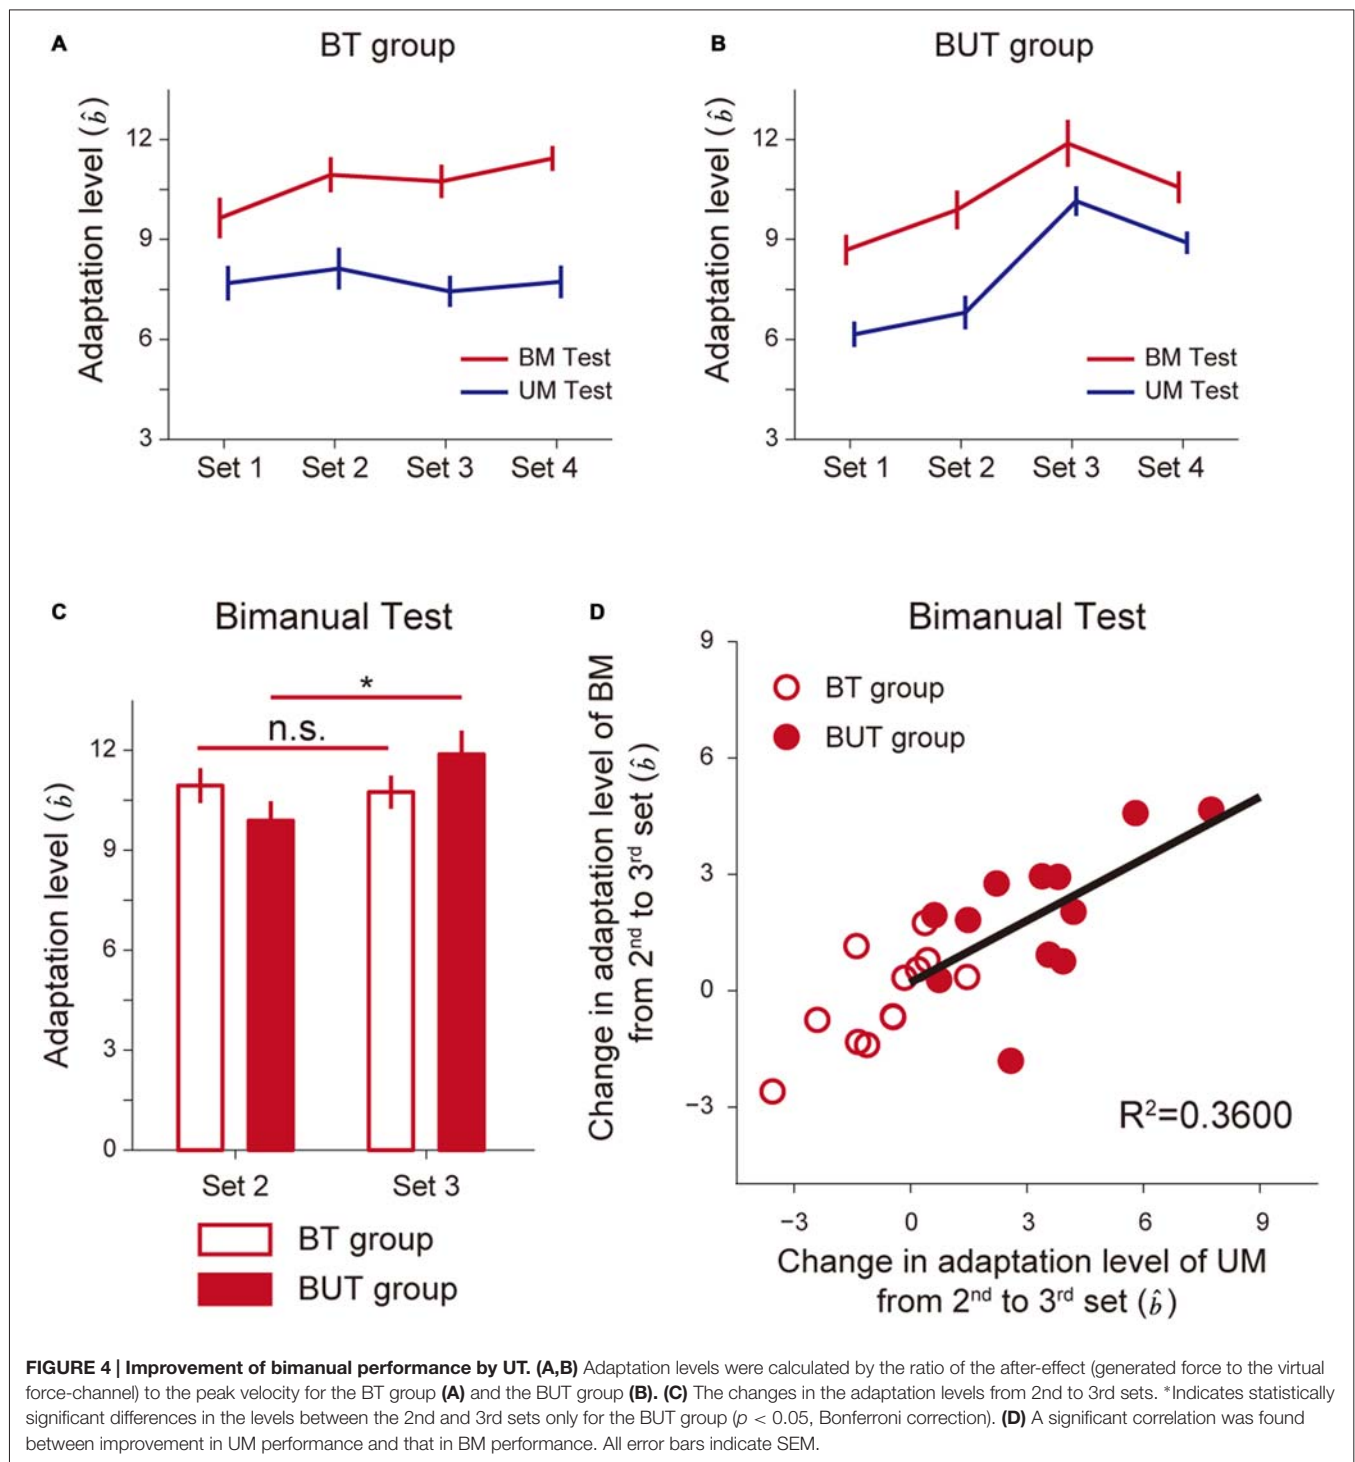 A
BT group
Adaptation level (b̂)
12
9
6
3
BM Test
UM Test
Set 1
Set 2
Set 3
Set 4
B
BUT group
Adaptation level (b̂)
12
9
6
3
BM Test
UM Test
Set 1
Set 2
Set 3
Set 4
C
Bimanual Test
*
n.s.
Adaptation level (b̂)
12
9
6
3
0
Set 2
Set 3
BT group
BUT group
D
Bimanual Test
Change in adaptation level of BM
from 2nd to 3rd set (b̂)
9
6
3
0
−3
BT group
BUT group
R²=0.3600
−3
0
3
6
9
Change in adaptation level of UM
from 2nd to 3rd set (b̂)
FIGURE 4 | Improvement of bimanual performance by UT. (A,B) Adaptation levels were calculated by the ratio of the after-effect (generated force to the virtual
force-channel) to the peak velocity for the BT group (A) and the BUT group (B). (C) The changes in the adaptation levels from 2nd to 3rd sets. *Indicates statistically
significant differences in the levels between the 2nd and 3rd sets only for the BUT group (p < 0.05, Bonferroni correction). (D) A significant correlation was found
between improvement in UM performance and that in BM performance. All error bars indicate SEM.